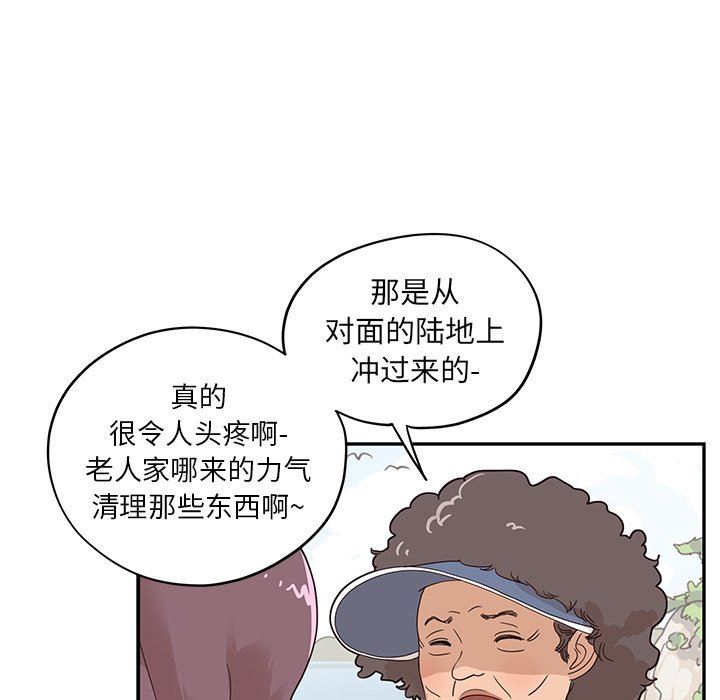 那是从
对面的陆地上
冲过来的-
真的
很令人头疼啊-
老人家哪来的力气
清理那些东西啊~